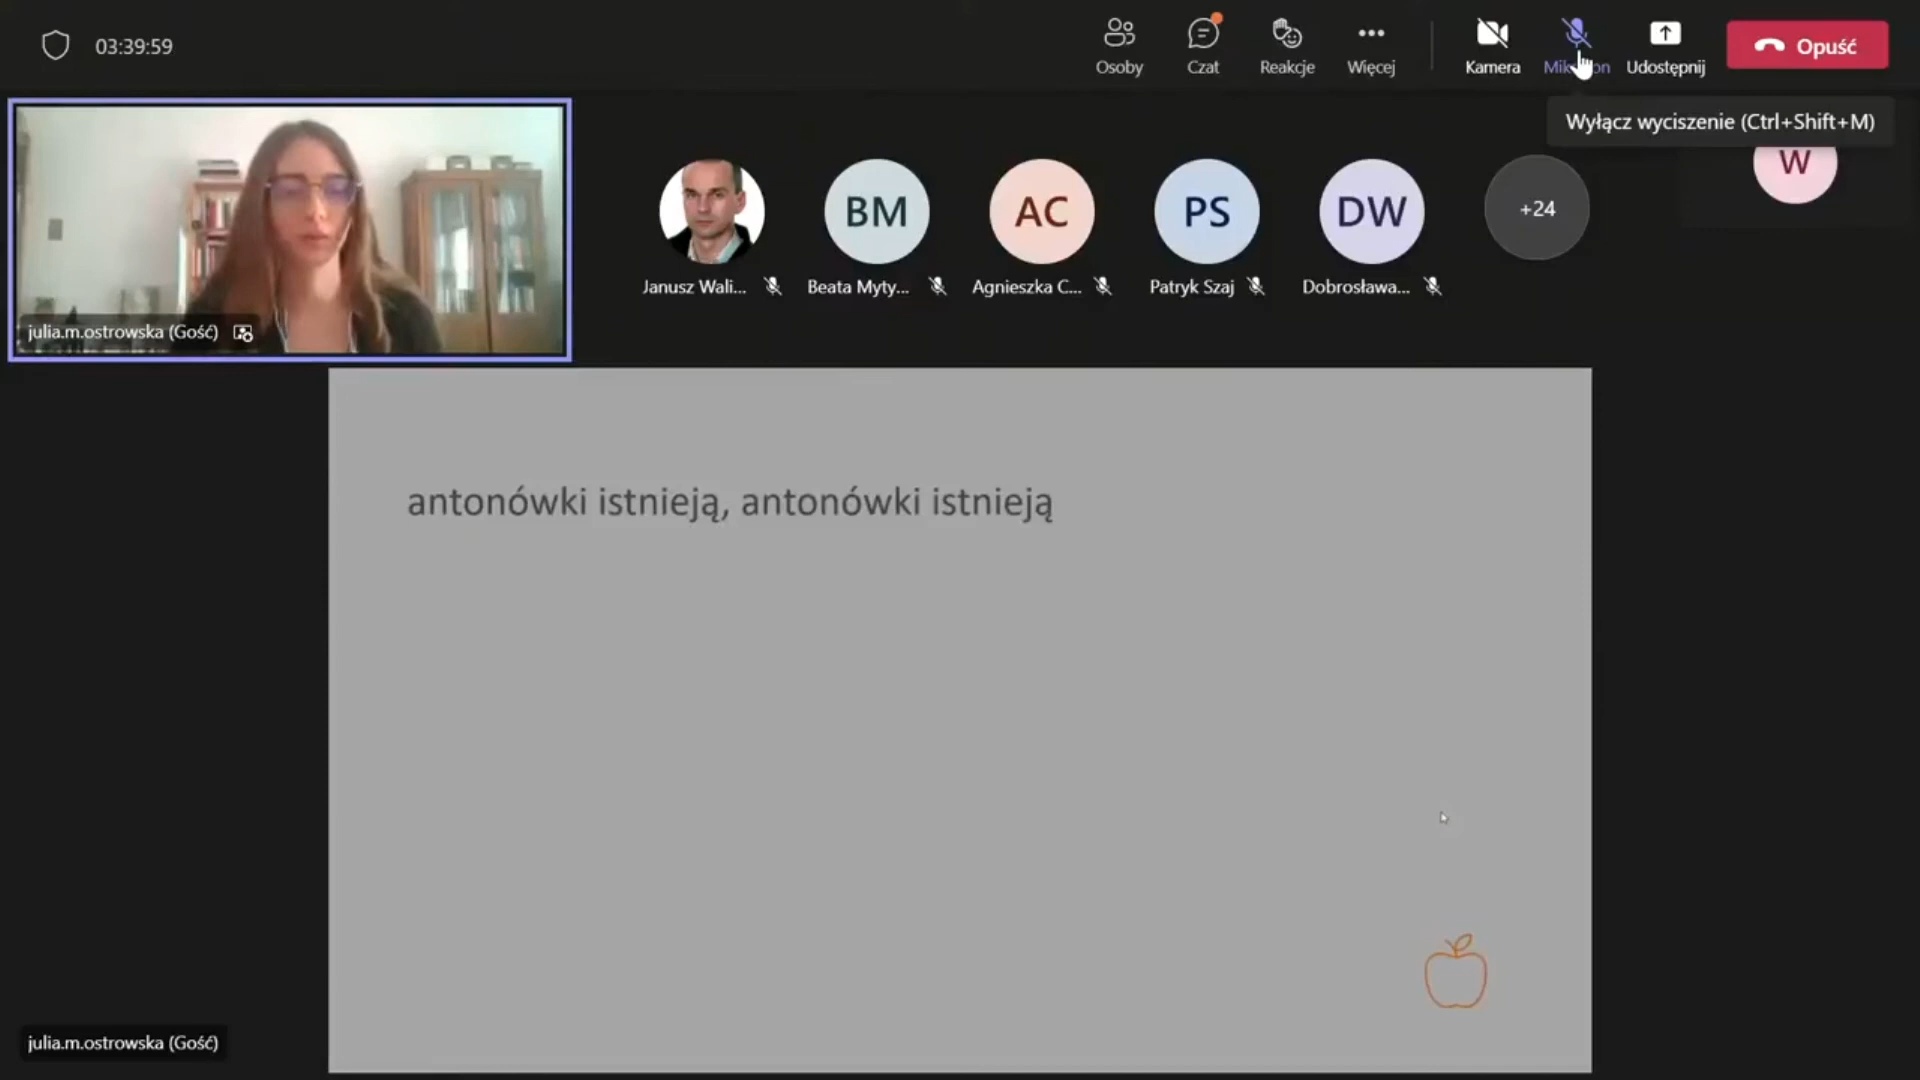 03:39:59
Osoby
Czat
Reakcje
Więcej
Kamera
Udostępnij
Opuść
Wyłącz wyciszenie (Ctrl+Shift+M)
BM
AC
PS
DW
+24
W
Janusz Wali...
Beata Myty...
Agnieszka C...
Patryk Szaj
Dobrosława...
julia.m.ostrowska (Gość)
antonówki istnieją, antonówki istnieją
julia.m.ostrowska (Gość)